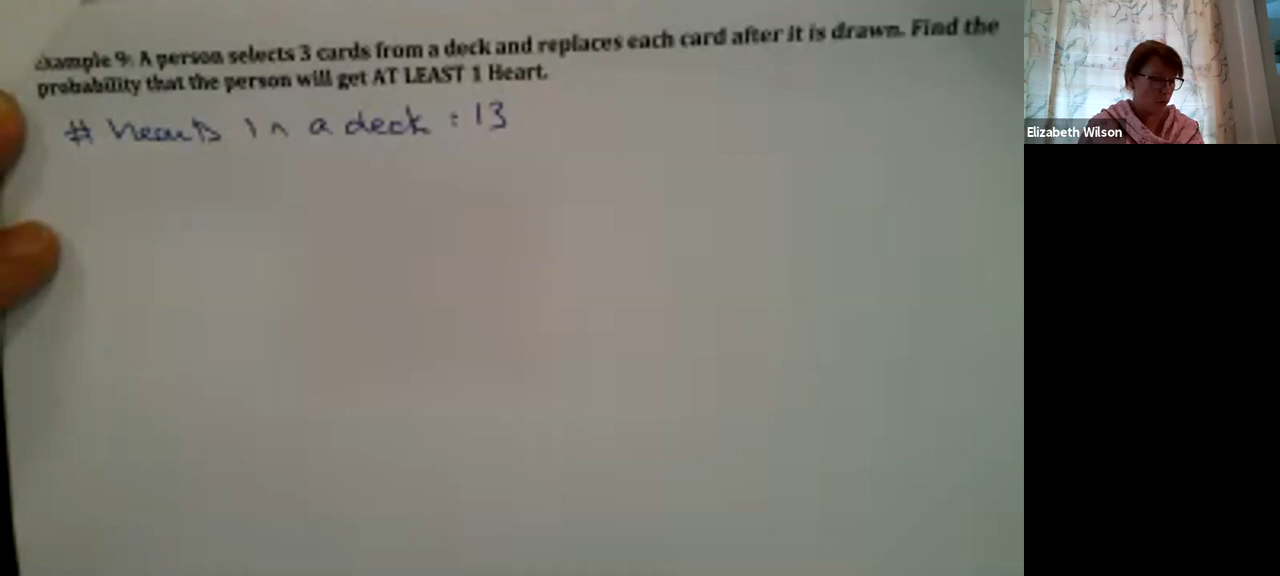 Example 9: A person selects 3 cards from a deck and replaces each card after it is drawn. Find the
probability that the person will get AT LEAST 1 Heart.
# hearts in a deck : 13
Elizabeth Wilson